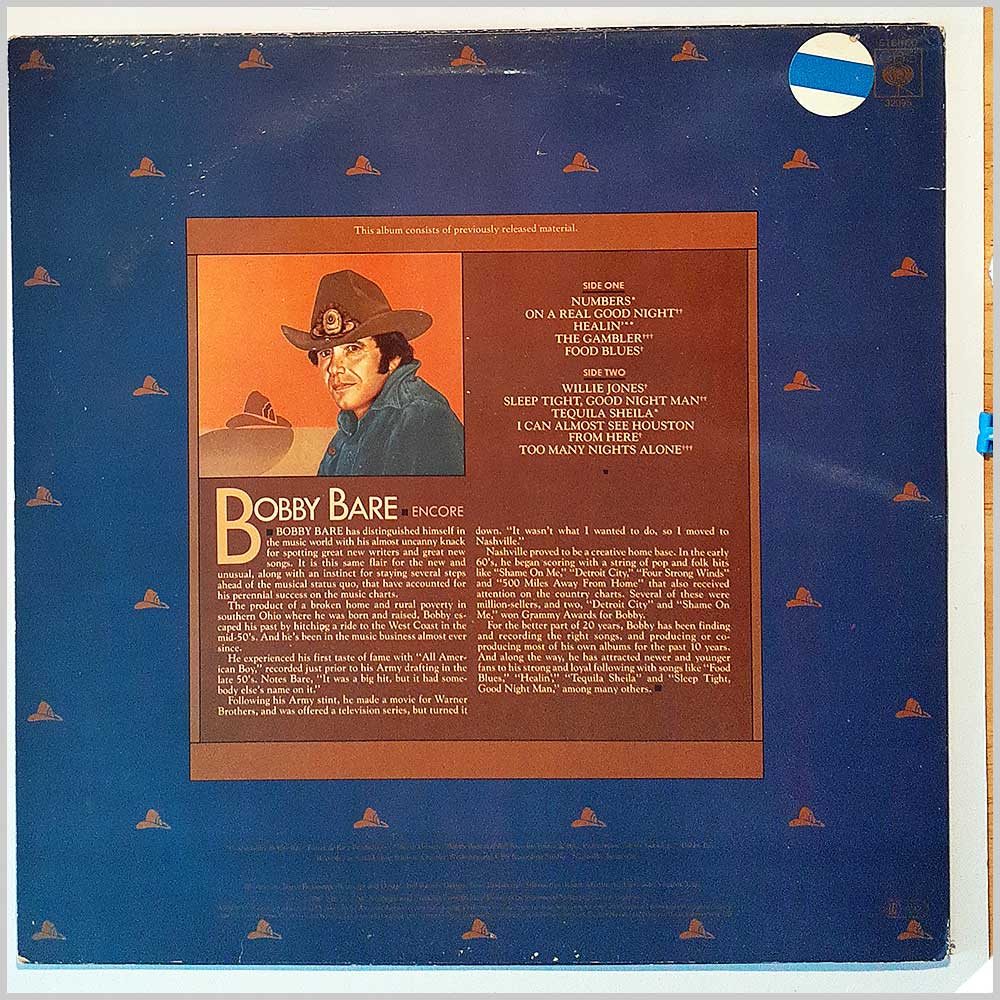 STEREO
32095
This album consists of previously released material.
SIDE ONE
NUMBERS*
ON A REAL GOOD NIGHT††
HEALIN'**
THE GAMBLER†††
FOOD BLUES†
SIDE TWO
WILLIE JONES†
SLEEP TIGHT, GOOD NIGHT MAN††
TEQUILA SHEILA*
I CAN ALMOST SEE HOUSTON
FROM HERE†
TOO MANY NIGHTS ALONE†††
BOBBY BARE ■ ENCORE
■ BOBBY BARE has distinguished himself in
the music world with his almost uncanny knack
for spotting great new writers and great new
songs. It is this same flair for the new and
unusual, along with an instinct for staying several steps
ahead of the musical status quo, that have accounted for
his perennial success on the music charts.
The product of a broken home and rural poverty in
southern Ohio where he was born and raised, Bobby es-
caped his past by hitching a ride to the West Coast in the
mid-50's. And he's been in the music business almost ever
since.
He experienced his first taste of fame with "All Amer-
ican Boy," recorded just prior to his Army drafting in the
late 50's. Notes Bare, "It was a big hit, but it had some-
body else's name on it."
Following his Army stint, he made a movie for Warner
Brothers, and was offered a television series, but turned it
down. "It wasn't what I wanted to do, so I moved to
Nashville."
Nashville proved to be a creative home base. In the early
60's, he began scoring with a string of pop and folk hits
like "Shame On Me," "Detroit City," "Four Strong Winds"
and "500 Miles Away From Home" that also received
attention on the country charts. Several of these were
million-sellers, and two, "Detroit City" and "Shame On
Me," won Grammy Awards for Bobby.
For the better part of 20 years, Bobby has been finding
and recording the right songs, and producing or co-
producing most of his own albums for the past 10 years.
And along the way, he has attracted newer and younger
fans to his strong and loyal following with songs like "Food
Blues," "Healin'," "Tequila Sheila" and "Sleep Tight,
Good Night Man," among many others. ■